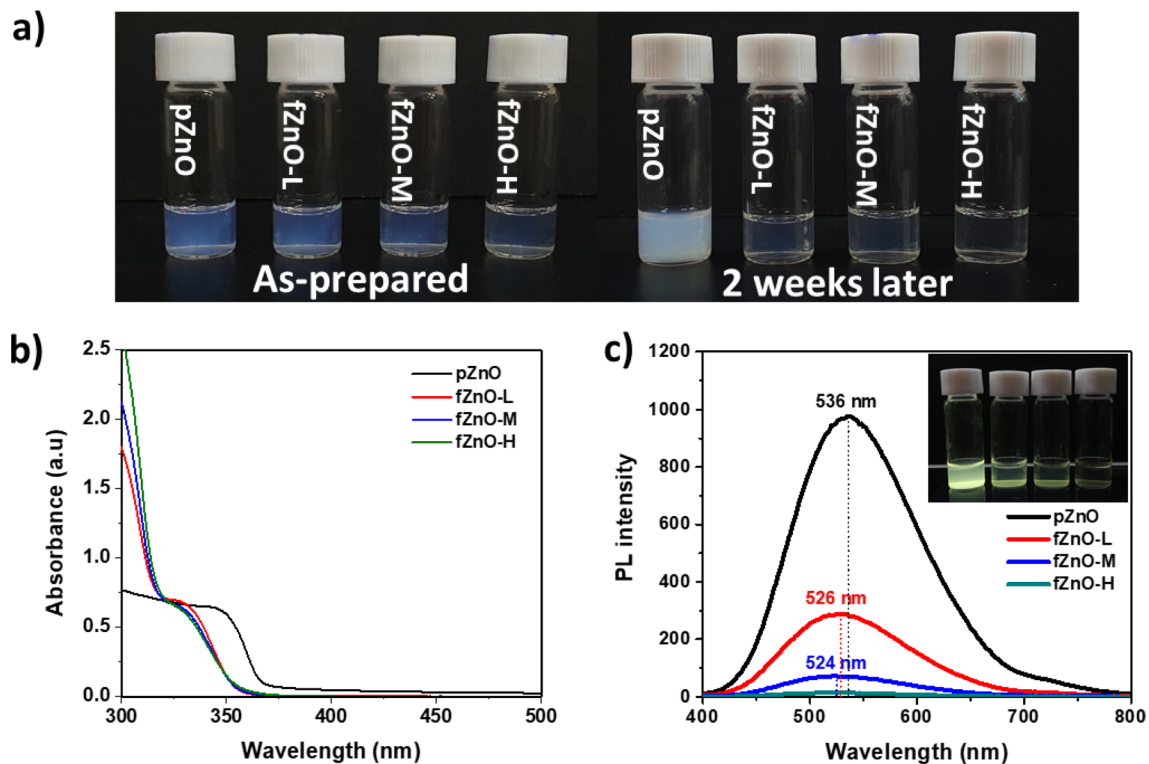 a)
pZnO
fZnO-L
fZnO-M
fZnO-H
pZnO
fZnO-L
fZnO-M
fZnO-H
As-prepared
2 weeks later
b)
2.5
2.0
1.5
1.0
0.5
0.0
Absorbance (a.u)
300
350
400
450
500
Wavelength (nm)
pZnO
fZnO-L
fZnO-M
fZnO-H
c)
1200
1000
800
600
400
200
0
PL intensity
400
500
600
700
800
Wavelength (nm)
536 nm
526 nm
524 nm
pZnO
fZnO-L
fZnO-M
fZnO-H